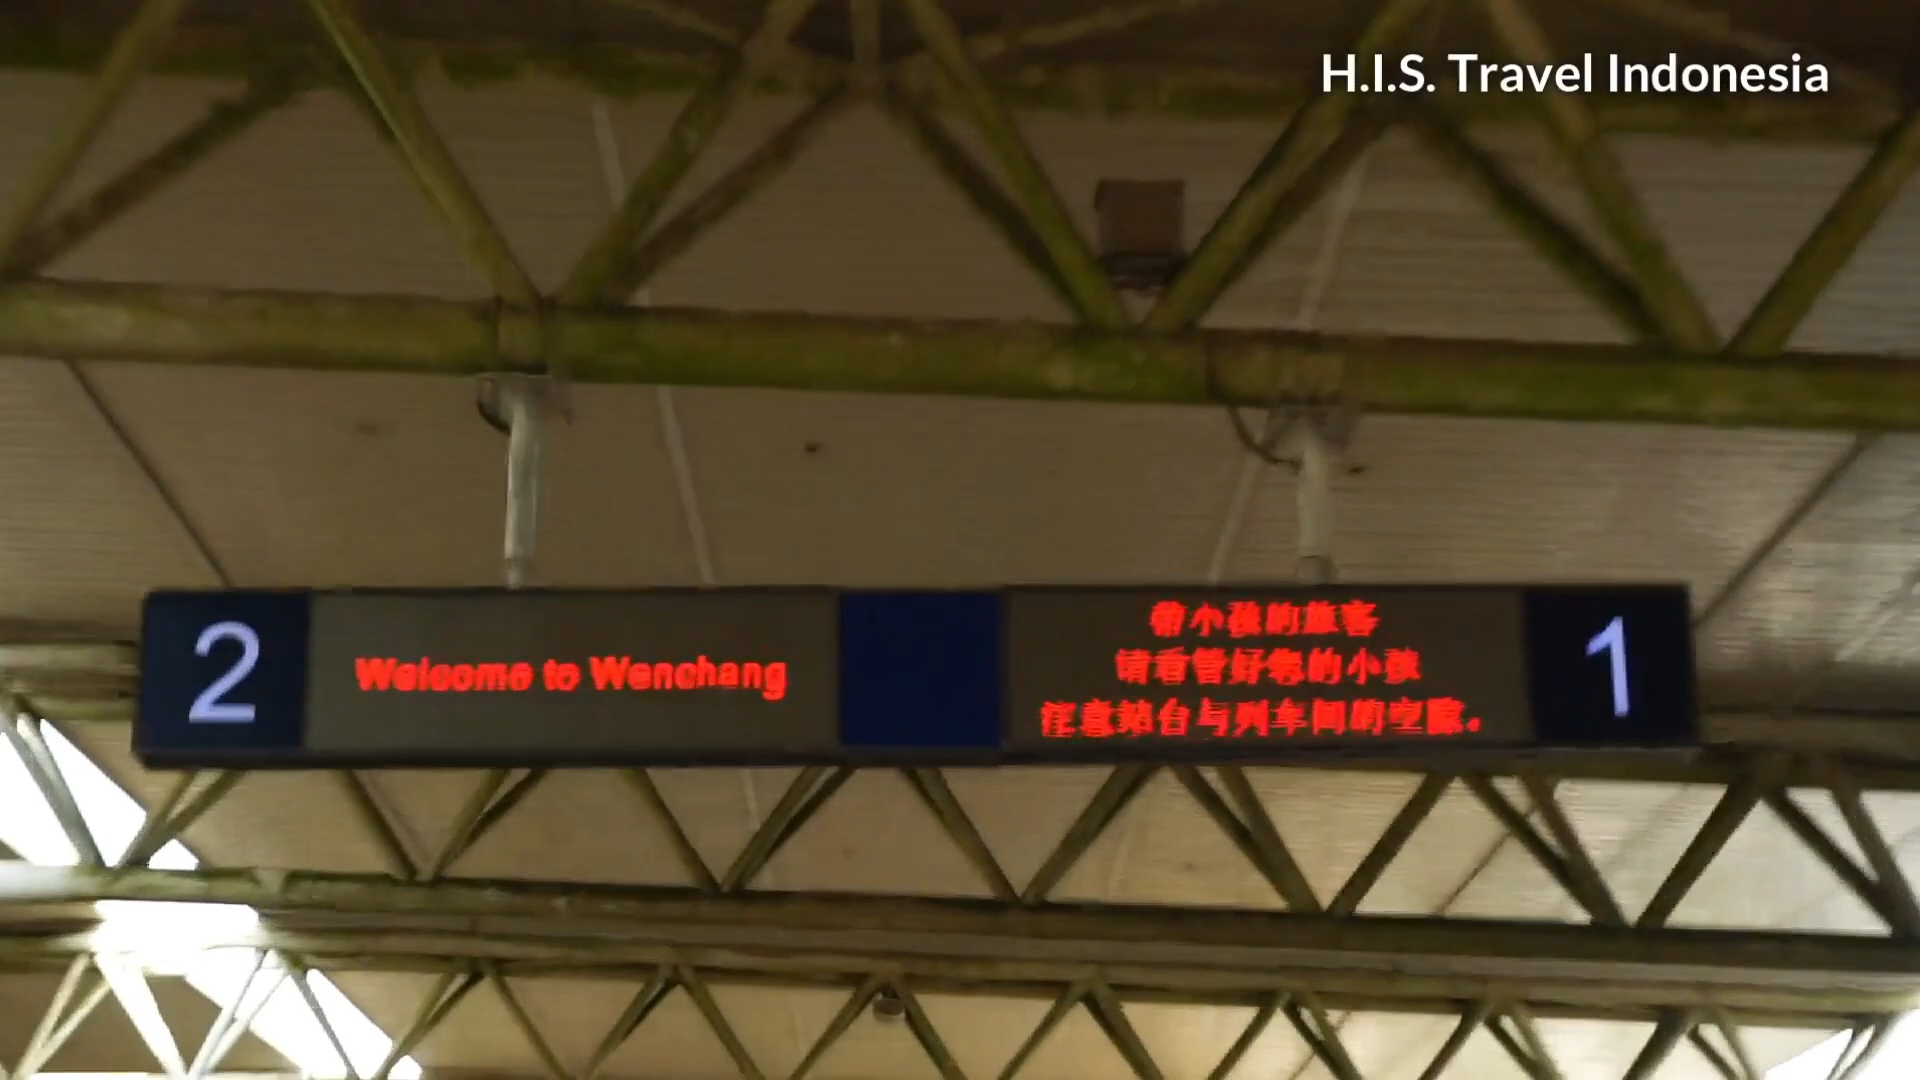 H.I.S. Travel Indonesia
2
Welcome to Wenchang
带小孩的旅客
请看管好您的小孩
注意站台与列车间的空隙。
1